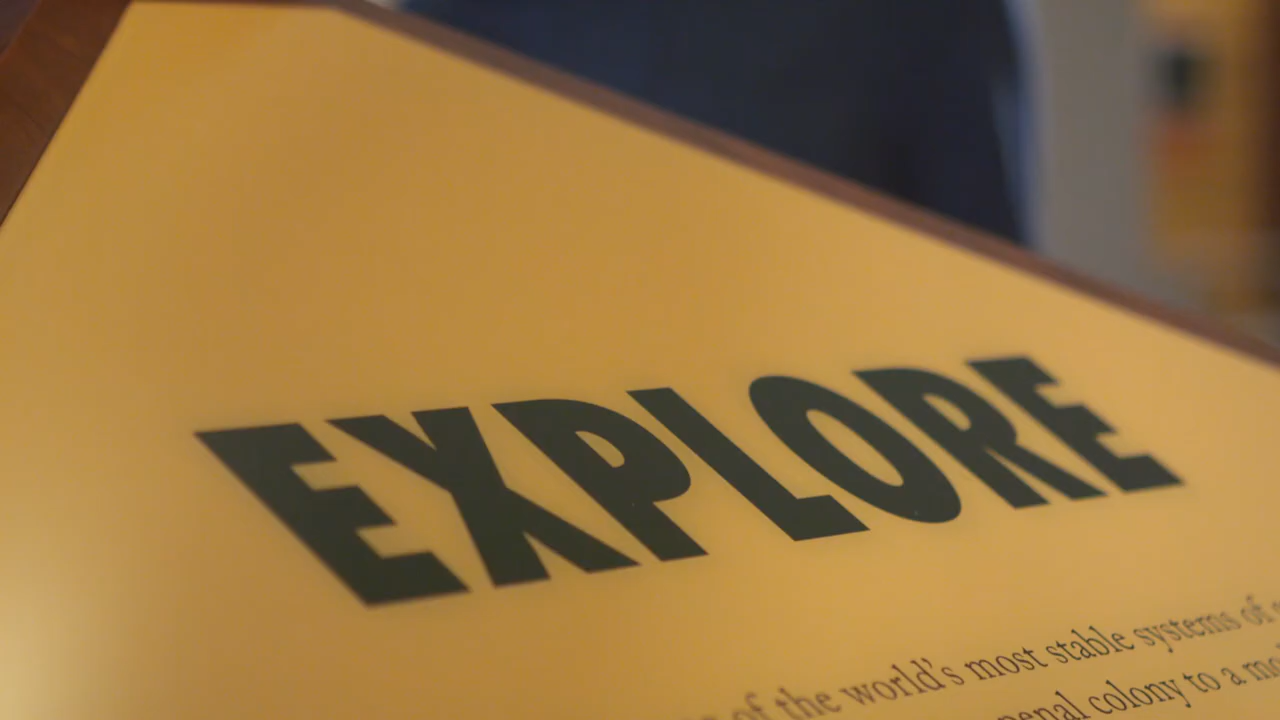 EXPLORE
of the world's most stable systems of
penal colony to a